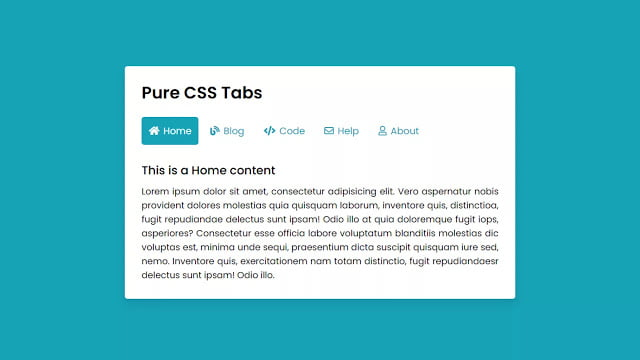 Pure CSS Tabs
Home Blog Code Help About
This is a Home content
Lorem ipsum dolor sit amet, consectetur adipisicing elit. Vero aspernatur nobis
provident dolores molestias quia quisquam laborum, inventore quis, distinctioa,
fugit repudiandae delectus sunt ipsam! Odio illo at quia doloremque fugit iops,
asperiores? Consectetur esse officia labore voluptatum blanditiis molestias dic
voluptas est, minima unde sequi, praesentium dicta suscipit quisquam iure sed,
nemo. Inventore quis, exercitationem nam totam distinctio, fugit repudiandaesr
delectus sunt ipsam! Odio illo.